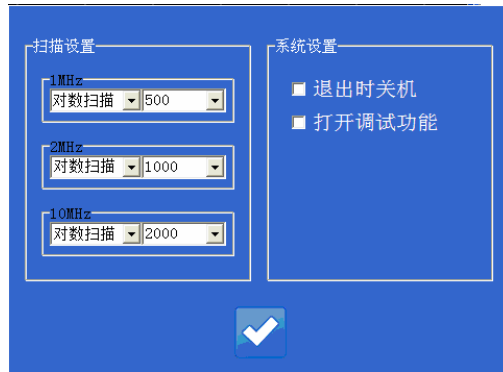 扫描设置
1MHz
对数扫描 500
2MHz
对数扫描 1000
10MHz
对数扫描 2000
系统设置
退出时关机
打开调试功能